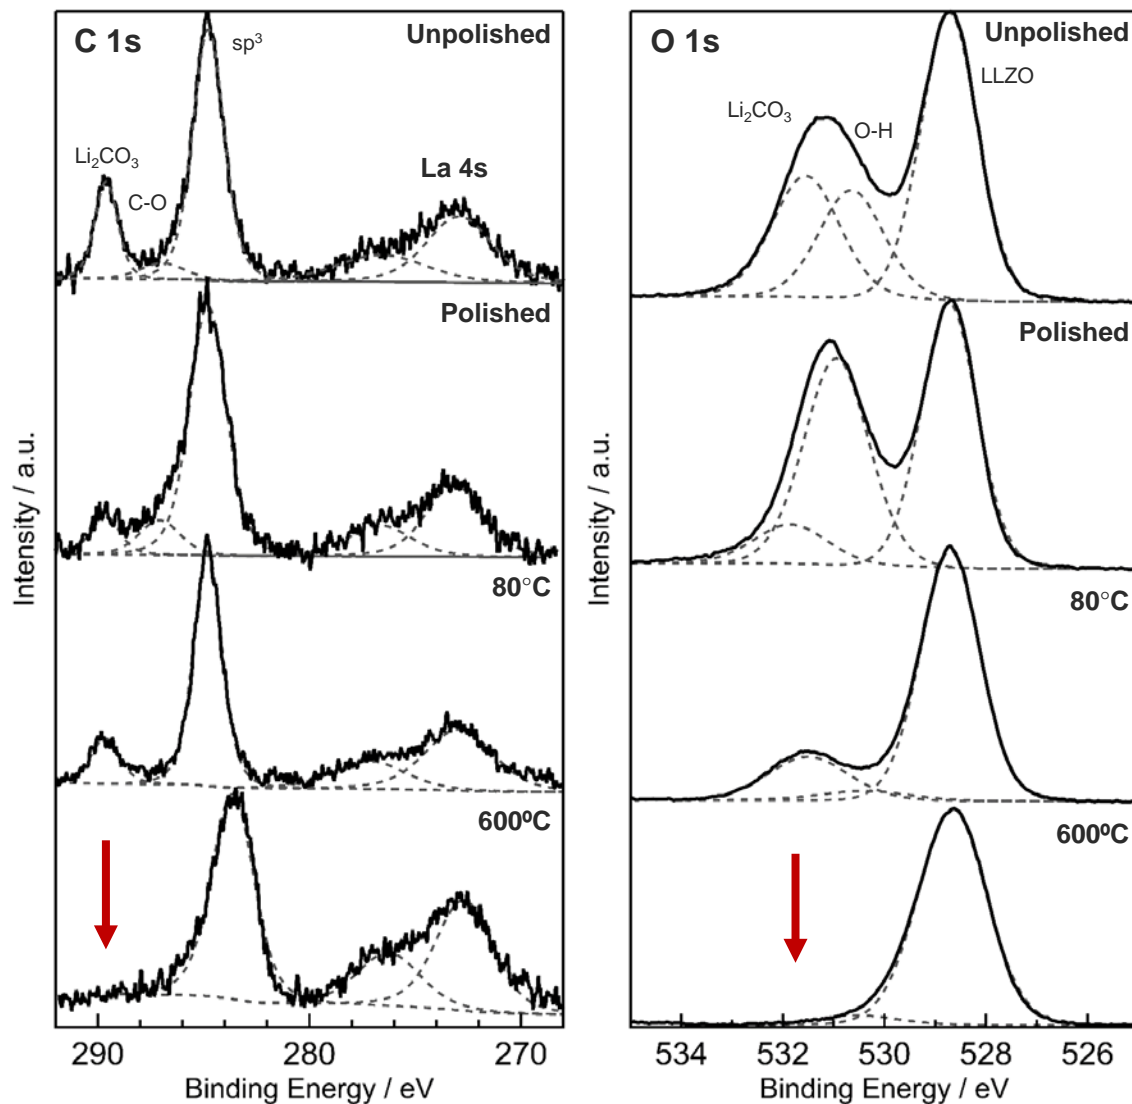 C 1s
sp³
Unpolished
Li₂CO₃
C-O
La 4s
Polished
80°C
600ºC
Intensity / a.u.
290
280
270
Binding Energy / eV
O 1s
Unpolished
LLZO
Li₂CO₃
O-H
Polished
80°C
600ºC
Intensity / a.u.
534
532
530
528
526
Binding Energy / eV